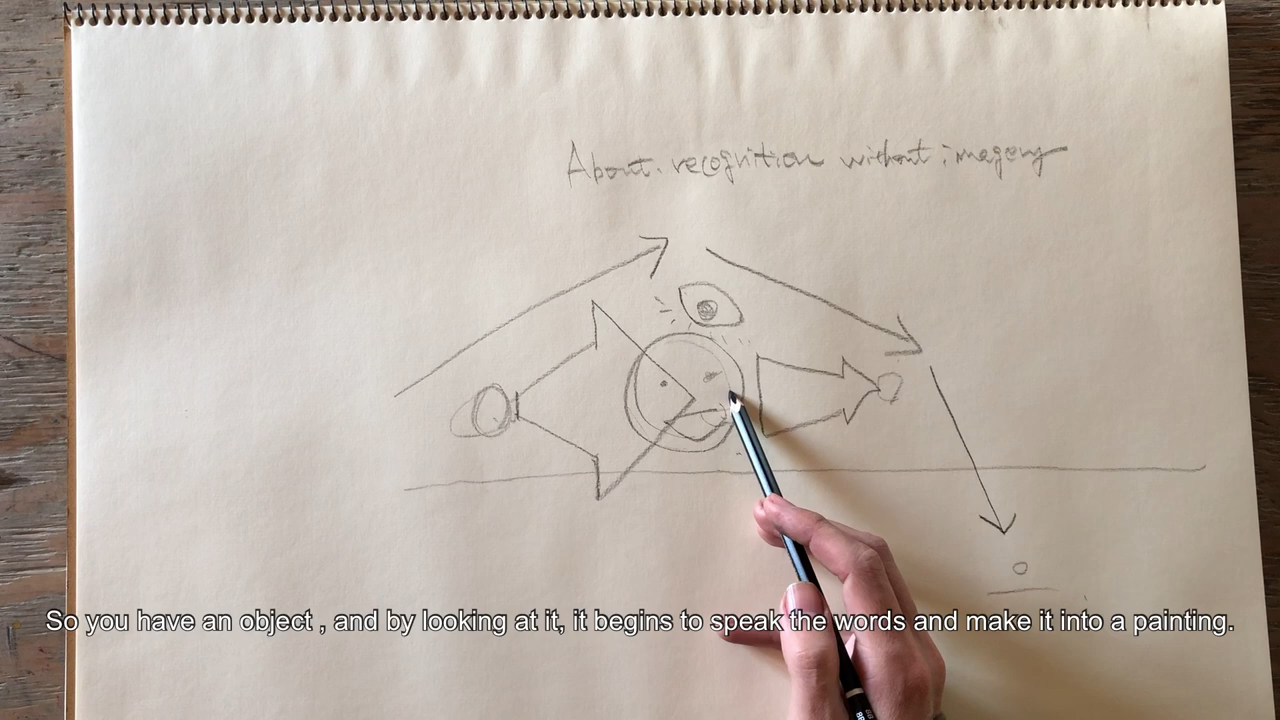 About. recognition without imagery
So you have an object , and by looking at it, it begins to speak the words and make it into a painting.